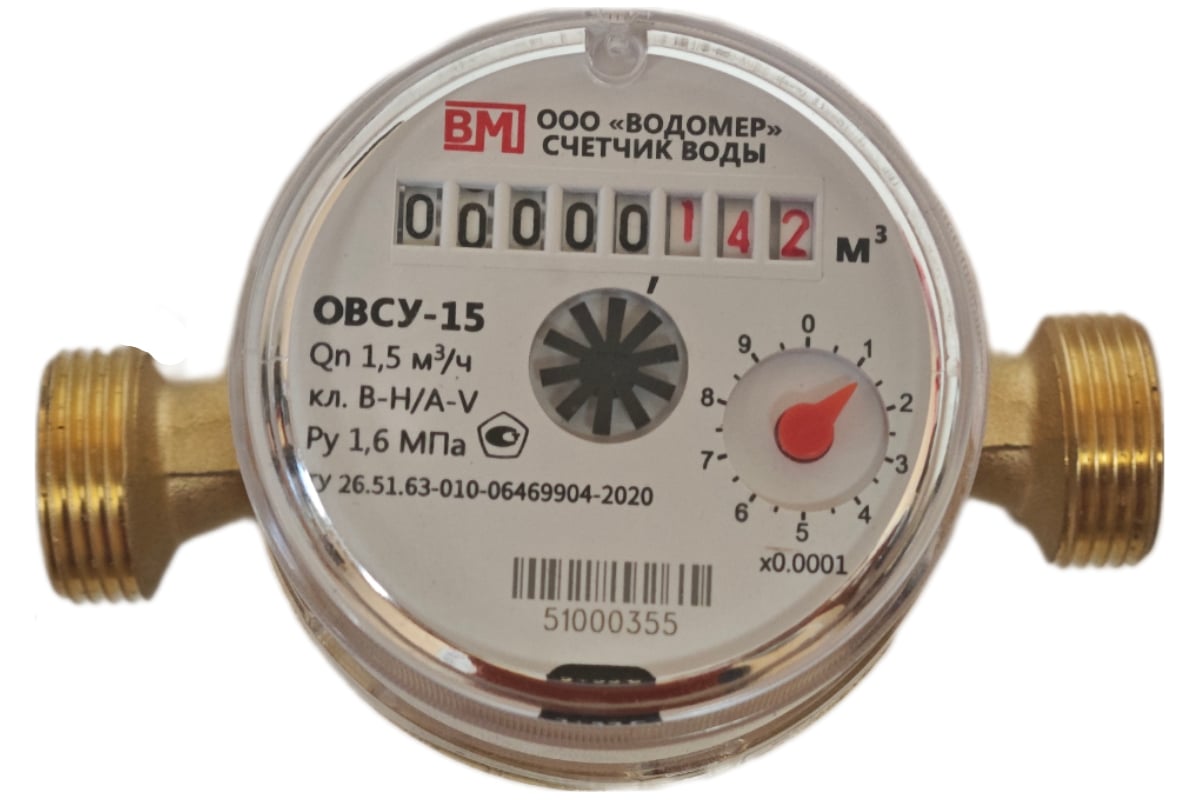 ВМ ООО «ВОДОМЕР»
СЧЕТЧИК ВОДЫ
00000142 м³
,
ОВСУ-15
Qn 1,5 м³/ч
кл. В-Н/А-V
Ру 1,6 МПа
ТУ 26.51.63-010-06469904-2020
0
1
2
3
4
5
6
7
8
9
x0.0001
51000355